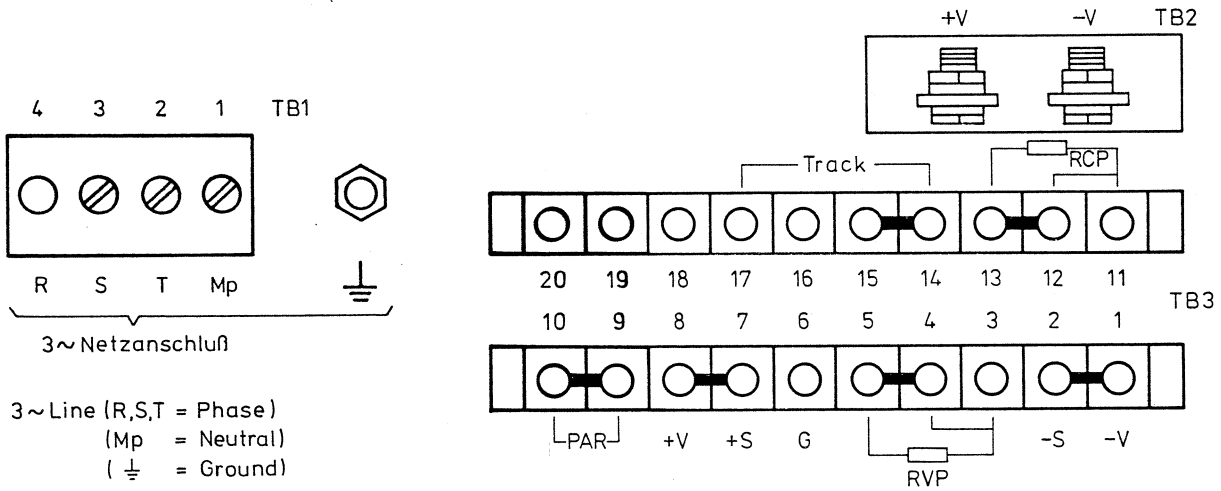 +V −V TB2
4 3 2 1 TB1
RCP
Track
R S T Mp
20 19 18 17 16 15 14 13 12 11
TB3
10 9 8 7 6 5 4 3 2 1
3~Netzanschluß
3~Line (R,S,T = Phase)
(Mp = Neutral)
(⏚ = Ground)
PAR +V +S G −S −V
RVP